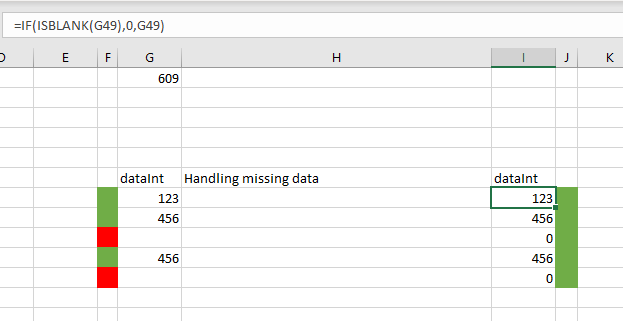 =IF(ISBLANK(G49),0,G49)
D E F G H I J K
609
dataInt Handling missing data dataInt
123 123
456 456
0
456 456
0